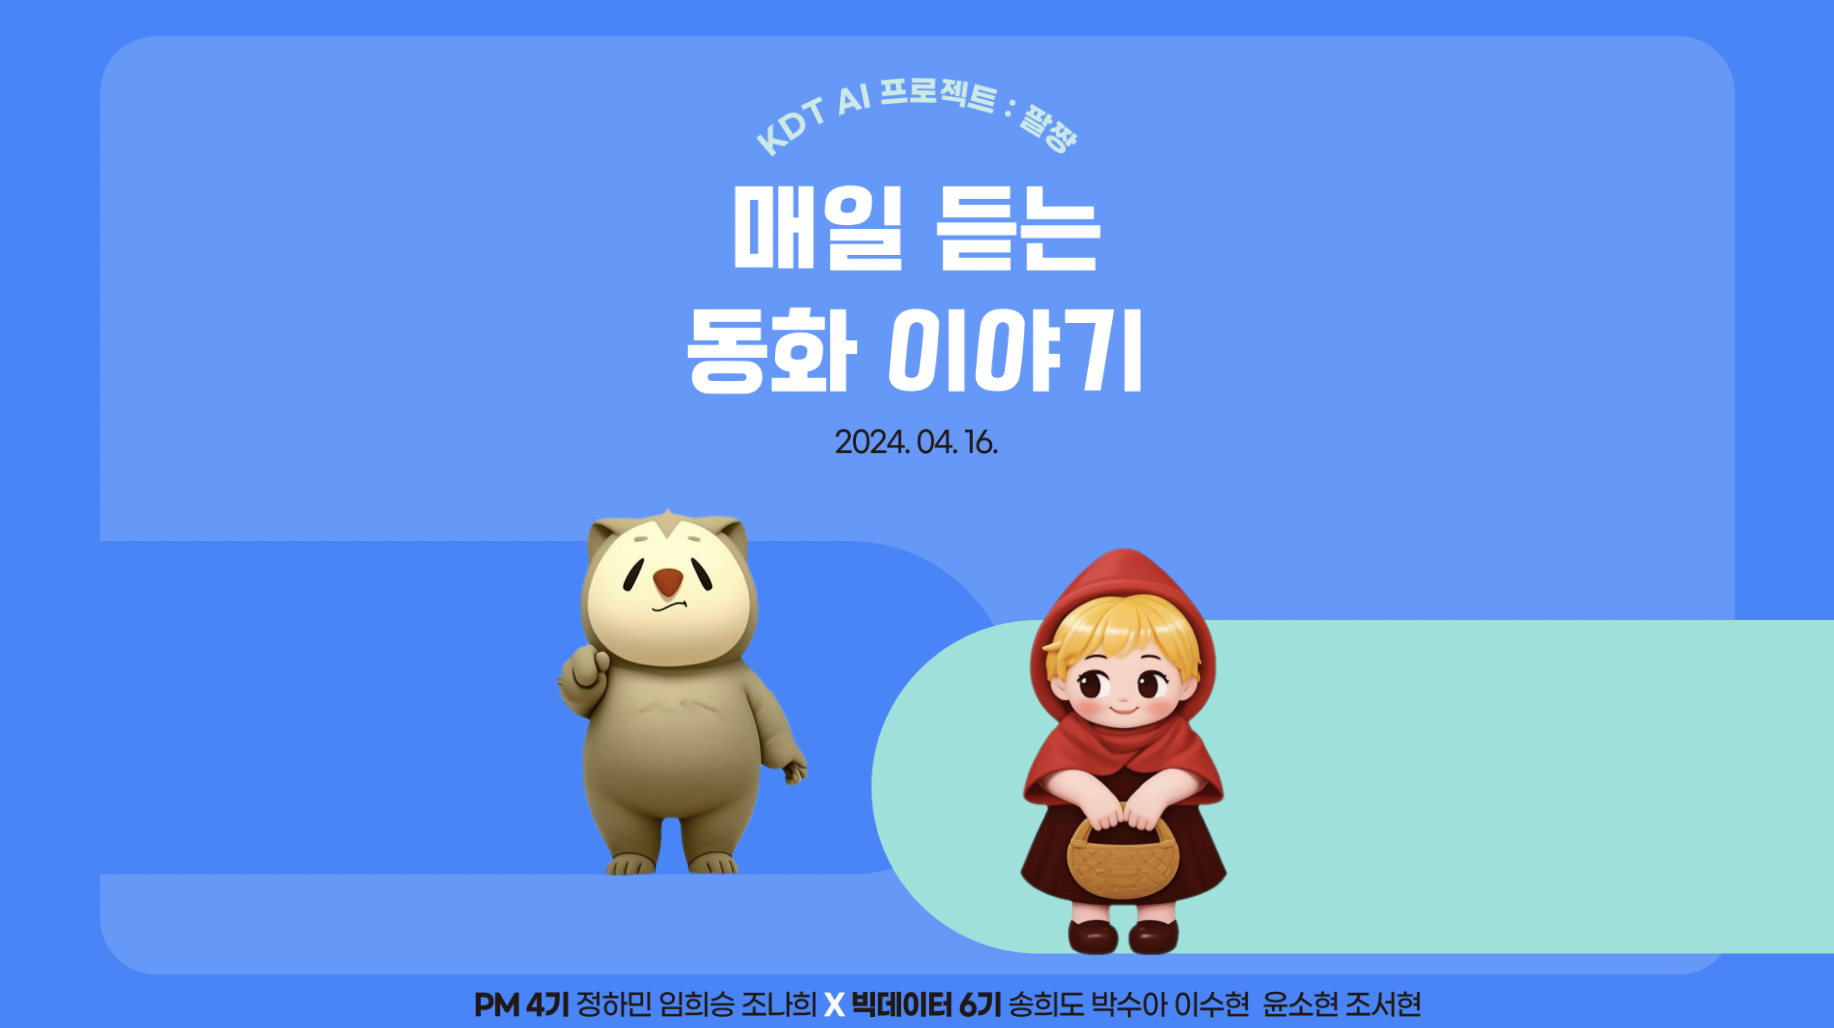 KDT AI 프로젝트 : 팔짱
매일 듣는
동화 이야기
2024. 04. 16.
PM 4기 정하민 임희승 조나희 X 빅데이터 6기 송희도 박수아 이수현 윤소현 조서현